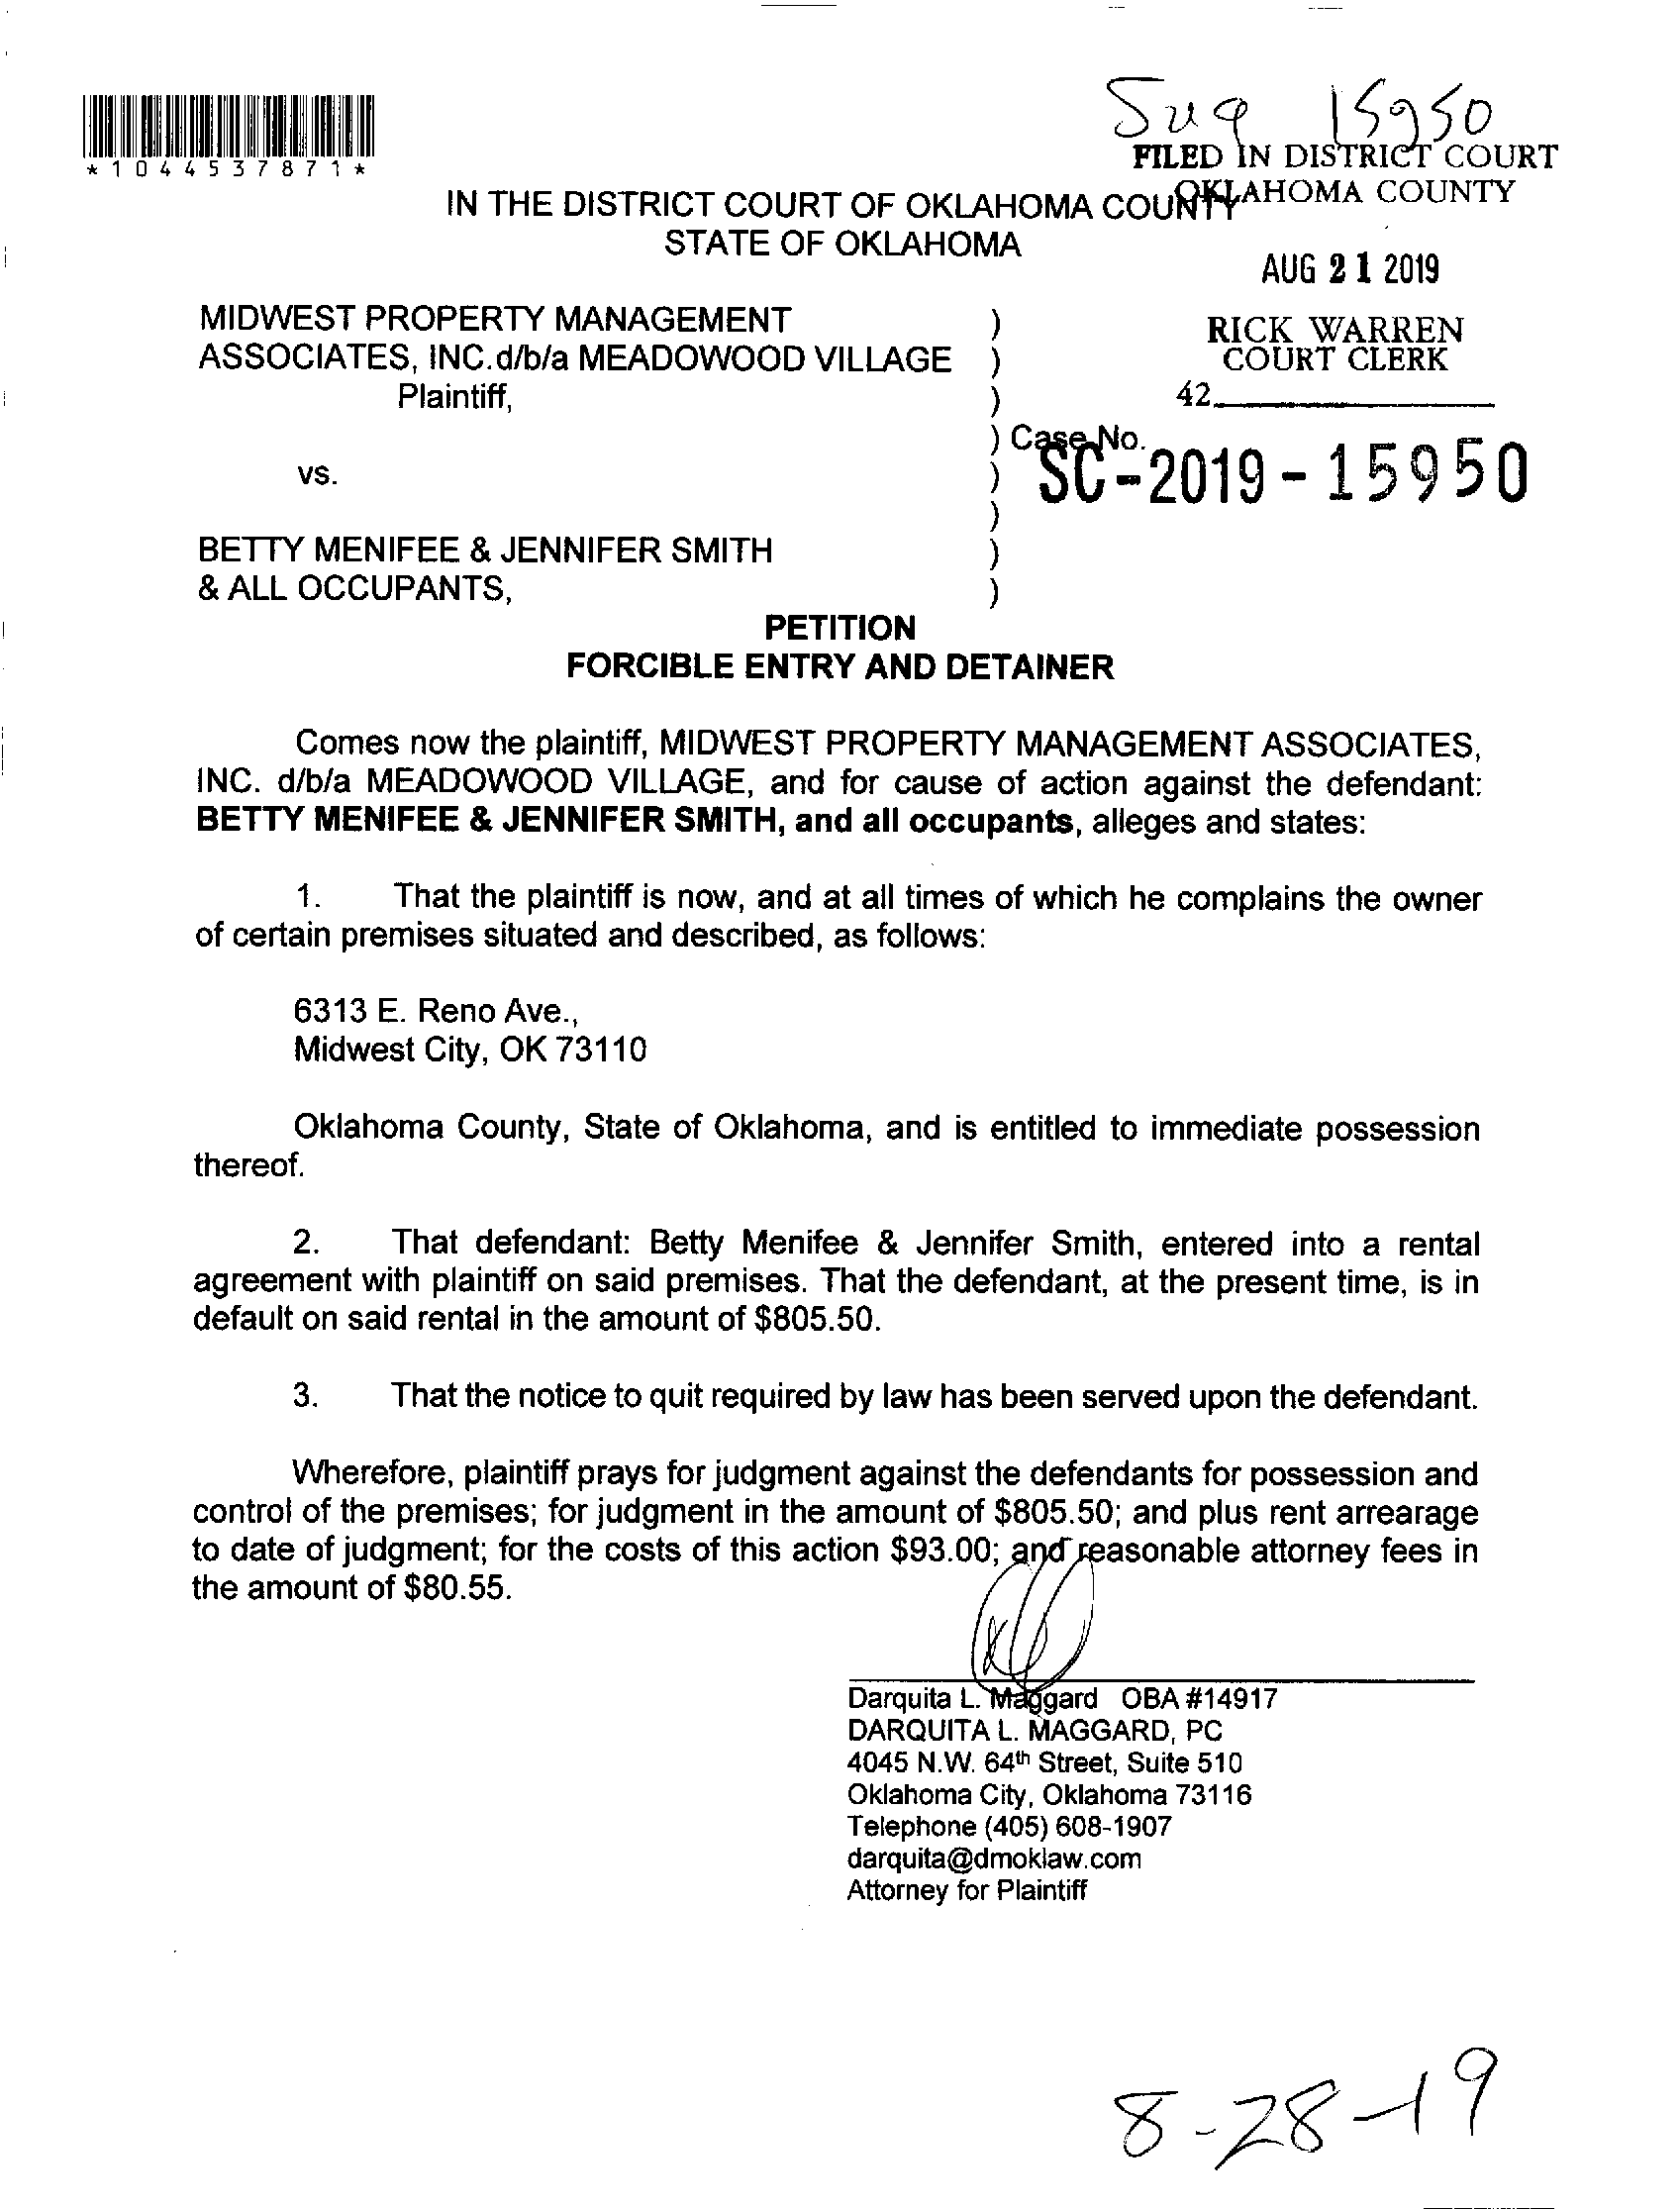 Su9 15950
*1044537871*
FILED IN DISTRICT COURT
OKLAHOMA COUNTY
IN THE DISTRICT COURT OF OKLAHOMA COUNTY
STATE OF OKLAHOMA
AUG 21 2019
MIDWEST PROPERTY MANAGEMENT )
RICK WARREN
ASSOCIATES, INC.d/b/a MEADOWOOD VILLAGE )
COURT CLERK
Plaintiff, )
42
) Case No.
SC-2019-15950
vs. )
)
BETTY MENIFEE & JENNIFER SMITH )
& ALL OCCUPANTS, )
PETITION
FORCIBLE ENTRY AND DETAINER
Comes now the plaintiff, MIDWEST PROPERTY MANAGEMENT ASSOCIATES,
INC. d/b/a MEADOWOOD VILLAGE, and for cause of action against the defendant:
BETTY MENIFEE & JENNIFER SMITH, and all occupants, alleges and states:
1. That the plaintiff is now, and at all times of which he complains the owner
of certain premises situated and described, as follows:
6313 E. Reno Ave.,
Midwest City, OK 73110
Oklahoma County, State of Oklahoma, and is entitled to immediate possession
thereof.
2. That defendant: Betty Menifee & Jennifer Smith, entered into a rental
agreement with plaintiff on said premises. That the defendant, at the present time, is in
default on said rental in the amount of $805.50.
3. That the notice to quit required by law has been served upon the defendant.
Wherefore, plaintiff prays for judgment against the defendants for possession and
control of the premises; for judgment in the amount of $805.50; and plus rent arrearage
to date of judgment; for the costs of this action $93.00; and reasonable attorney fees in
the amount of $80.55.
Darquita L. Maggard OBA #14917
DARQUITA L. MAGGARD, PC
4045 N.W. 64th Street, Suite 510
Oklahoma City, Oklahoma 73116
Telephone (405) 608-1907
darquita@dmoklaw.com
Attorney for Plaintiff
8-28-19